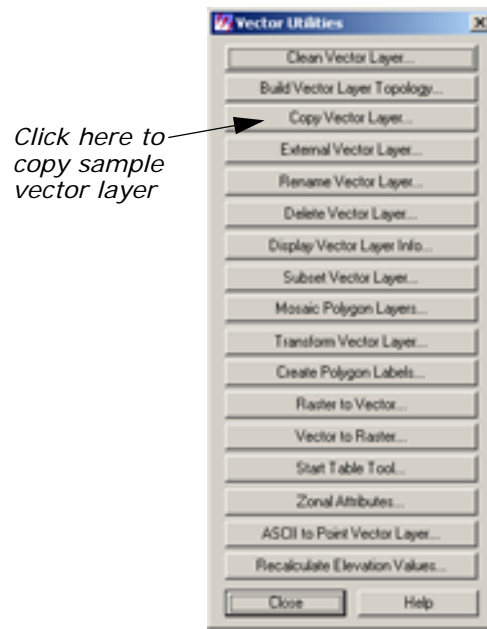 Vector Utilities
Clean Vector Layer...
Build Vector Layer Topology...
Click here to
copy sample
vector layer
Copy Vector Layer...
External Vector Layer...
Rename Vector Layer...
Delete Vector Layer...
Display Vector Layer Info...
Subset Vector Layer...
Mosaic Polygon Layers...
Transform Vector Layer...
Create Polygon Labels...
Raster to Vector...
Vector to Raster...
Start Table Tool...
Zonal Attributes...
ASCII to Point Vector Layer...
Recalculate Elevation Values...
Close Help